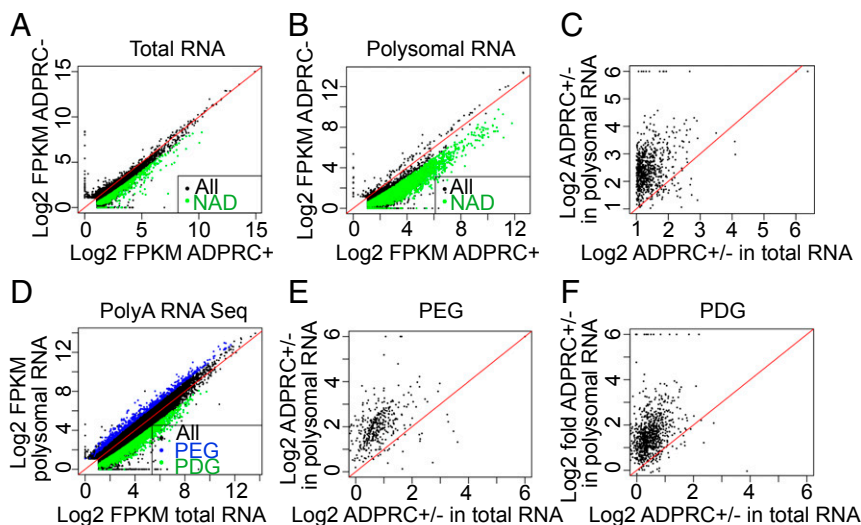 A
Total RNA
Log2 FPKM ADPRC-
15
10
5
0
All
NAD
0
5
10
15
Log2 FPKM ADPRC+
B
Polysomal RNA
Log2 FPKM ADPRC-
12
8
6
4
2
0
All
NAD
0
4
8
12
Log2 FPKM ADPRC+
C
Log2 ADPRC+/-
in polysomal RNA
6
5
4
3
2
1
1
2
3
4
5
6
Log2 ADPRC+/- in total RNA
D
PolyA RNA Seq
Log2 FPKM
polysomal RNA
12
8
4
0
All
PEG
PDG
0
4
8
12
Log2 FPKM total RNA
E
PEG
Log2 ADPRC+/-
in polysomal RNA
6
4
2
0
0
2
4
6
Log2 ADPRC+/- in total RNA
F
PDG
Log2 fold ADPRC+/-
in polysomal RNA
6
4
2
0
0
2
4
6
Log2 ADPRC+/- in total RNA